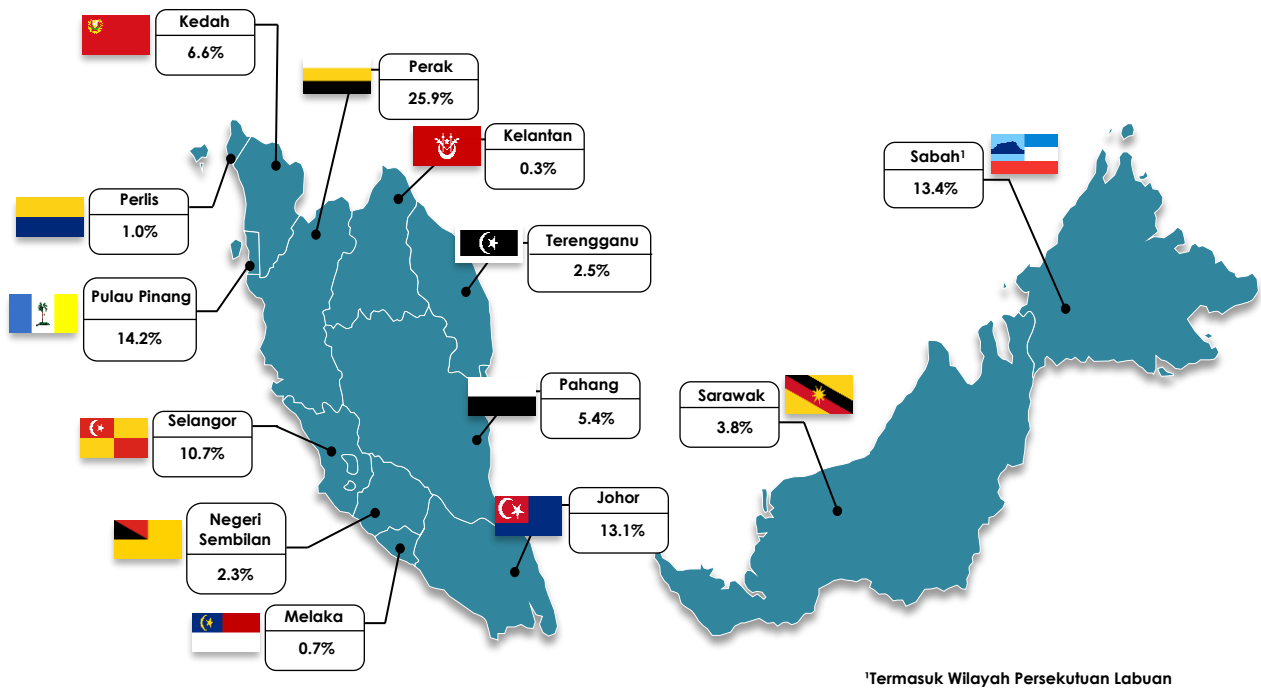 Kedah
6.6%
Perak
25.9%
Kelantan
0.3%
Sabah¹
13.4%
Perlis
1.0%
Terengganu
2.5%
Pulau Pinang
14.2%
Pahang
5.4%
Sarawak
3.8%
Selangor
10.7%
Johor
13.1%
Negeri
Sembilan
2.3%
Melaka
0.7%
¹Termasuk Wilayah Persekutuan Labuan